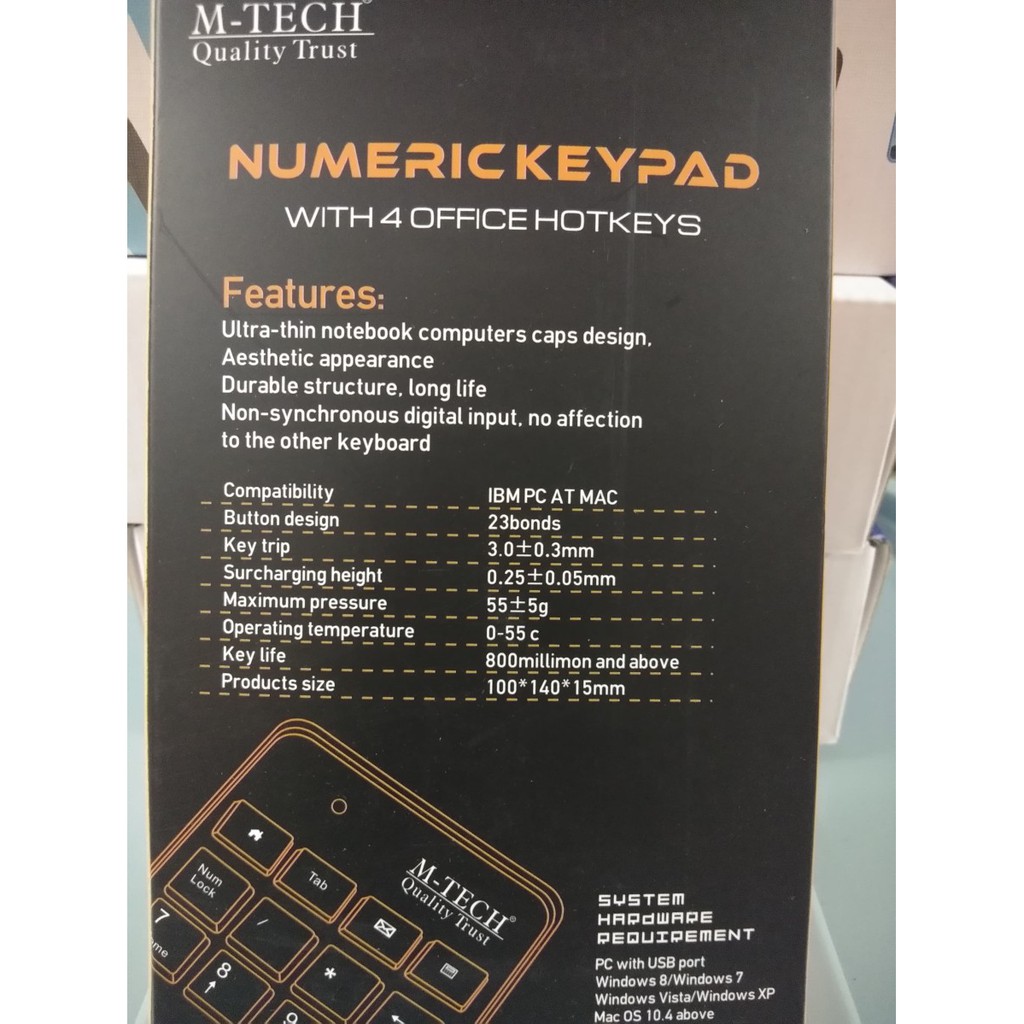 M-TECH®
Quality Trust
NUMERIC KEYPAD
WITH 4 OFFICE HOTKEYS
Features:
Ultra-thin notebook computers caps design,
Aesthetic appearance
Durable structure, long life
Non-synchronous digital input, no affection
to the other keyboard
Compatibility IBM PC AT MAC
Button design 23bonds
Key trip 3.0±0.3mm
Surcharging height 0.25±0.05mm
Maximum pressure 55±5g
Operating temperature 0-55 c
Key life 800millimon and above
Products size 100*140*15mm
Tab
Num
Lock
M-TECH®
Quality Trust
7
/
me
8
*
9
SYSTEM
HARDWARE
REQUIREMENT
PC with USB port
Windows 8/Windows 7
Windows Vista/Windows XP
Mac OS 10.4 above